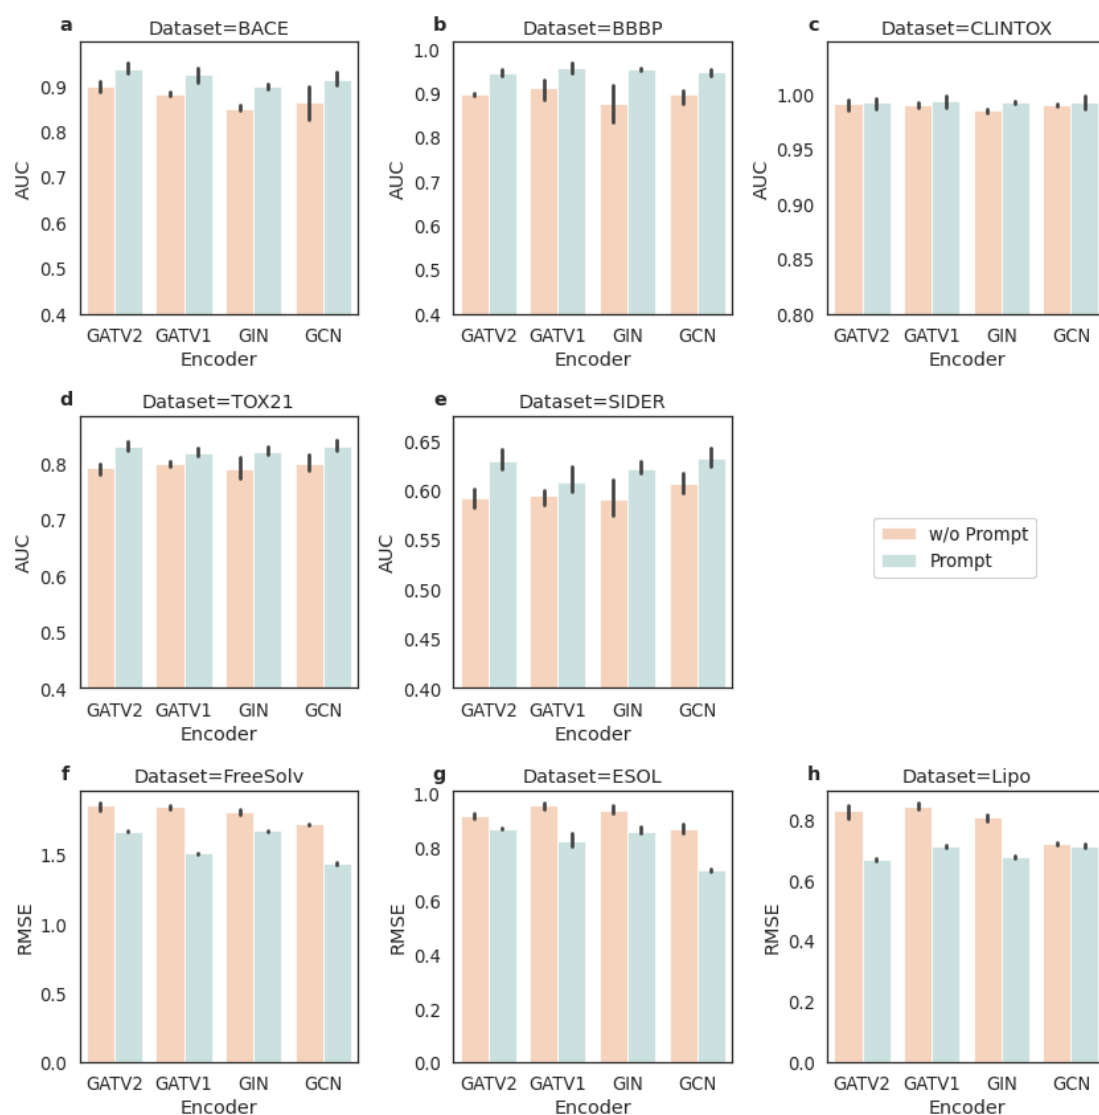 a Dataset=BACE
AUC
0.9
0.8
0.7
0.6
0.5
0.4
GATV2 GATV1 GIN GCN
Encoder
b Dataset=BBBP
AUC
1.0
0.9
0.8
0.7
0.6
0.5
0.4
GATV2 GATV1 GIN GCN
Encoder
c Dataset=CLINTOX
AUC
1.00
0.95
0.90
0.85
0.80
GATV2 GATV1 GIN GCN
Encoder
d Dataset=TOX21
AUC
0.8
0.7
0.6
0.5
0.4
GATV2 GATV1 GIN GCN
Encoder
e Dataset=SIDER
AUC
0.65
0.60
0.55
0.50
0.45
0.40
GATV2 GATV1 GIN GCN
Encoder
w/o Prompt
Prompt
f Dataset=FreeSolv
RMSE
1.5
1.0
0.5
0.0
GATV2 GATV1 GIN GCN
Encoder
g Dataset=ESOL
RMSE
1.0
0.8
0.6
0.4
0.2
0.0
GATV2 GATV1 GIN GCN
Encoder
h Dataset=Lipo
RMSE
0.8
0.6
0.4
0.2
0.0
GATV2 GATV1 GIN GCN
Encoder